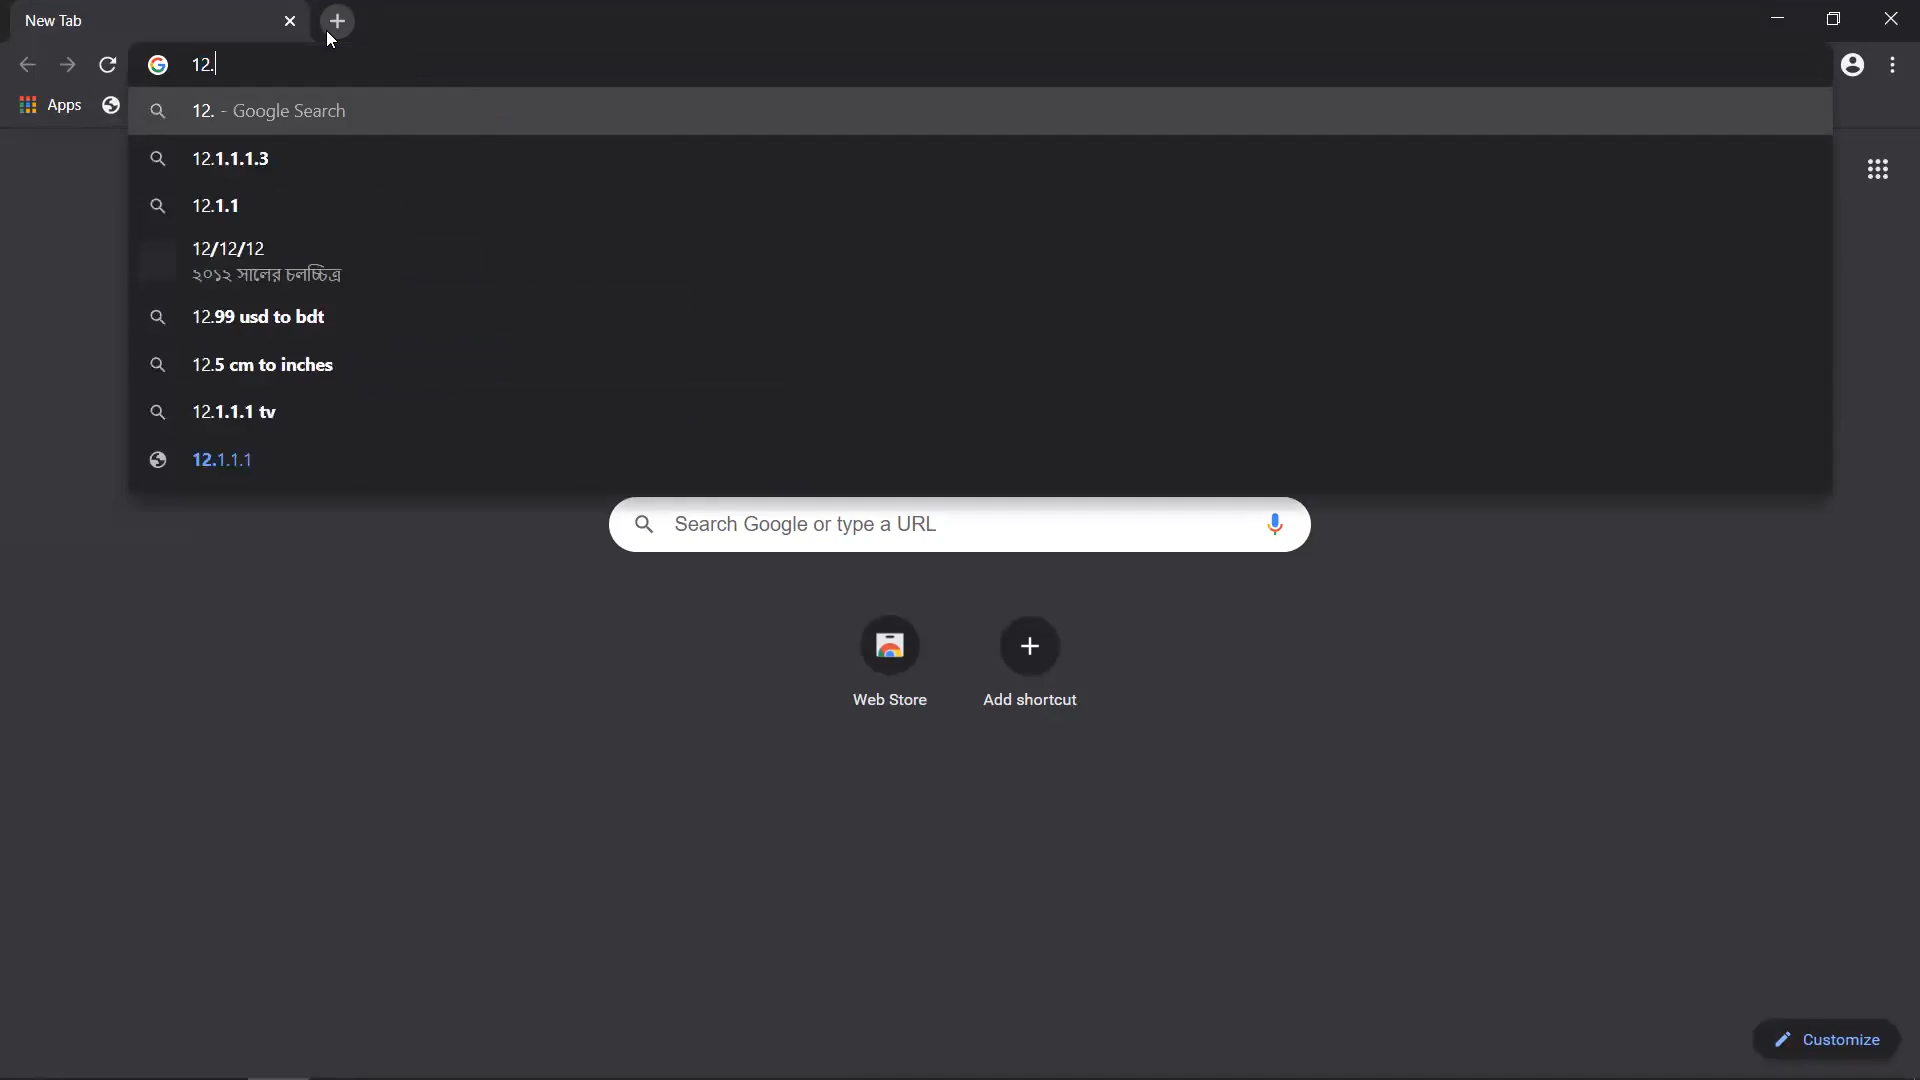 New Tab
12.
Apps
12. - Google Search
12.1.1.1.3
12.1.1
12/12/12
২০১২ সালের চলচ্চিত্র
12.99 usd to bdt
12.5 cm to inches
12.1.1.1 tv
12.1.1.1
Search Google or type a URL
Web Store
Add shortcut
Customize